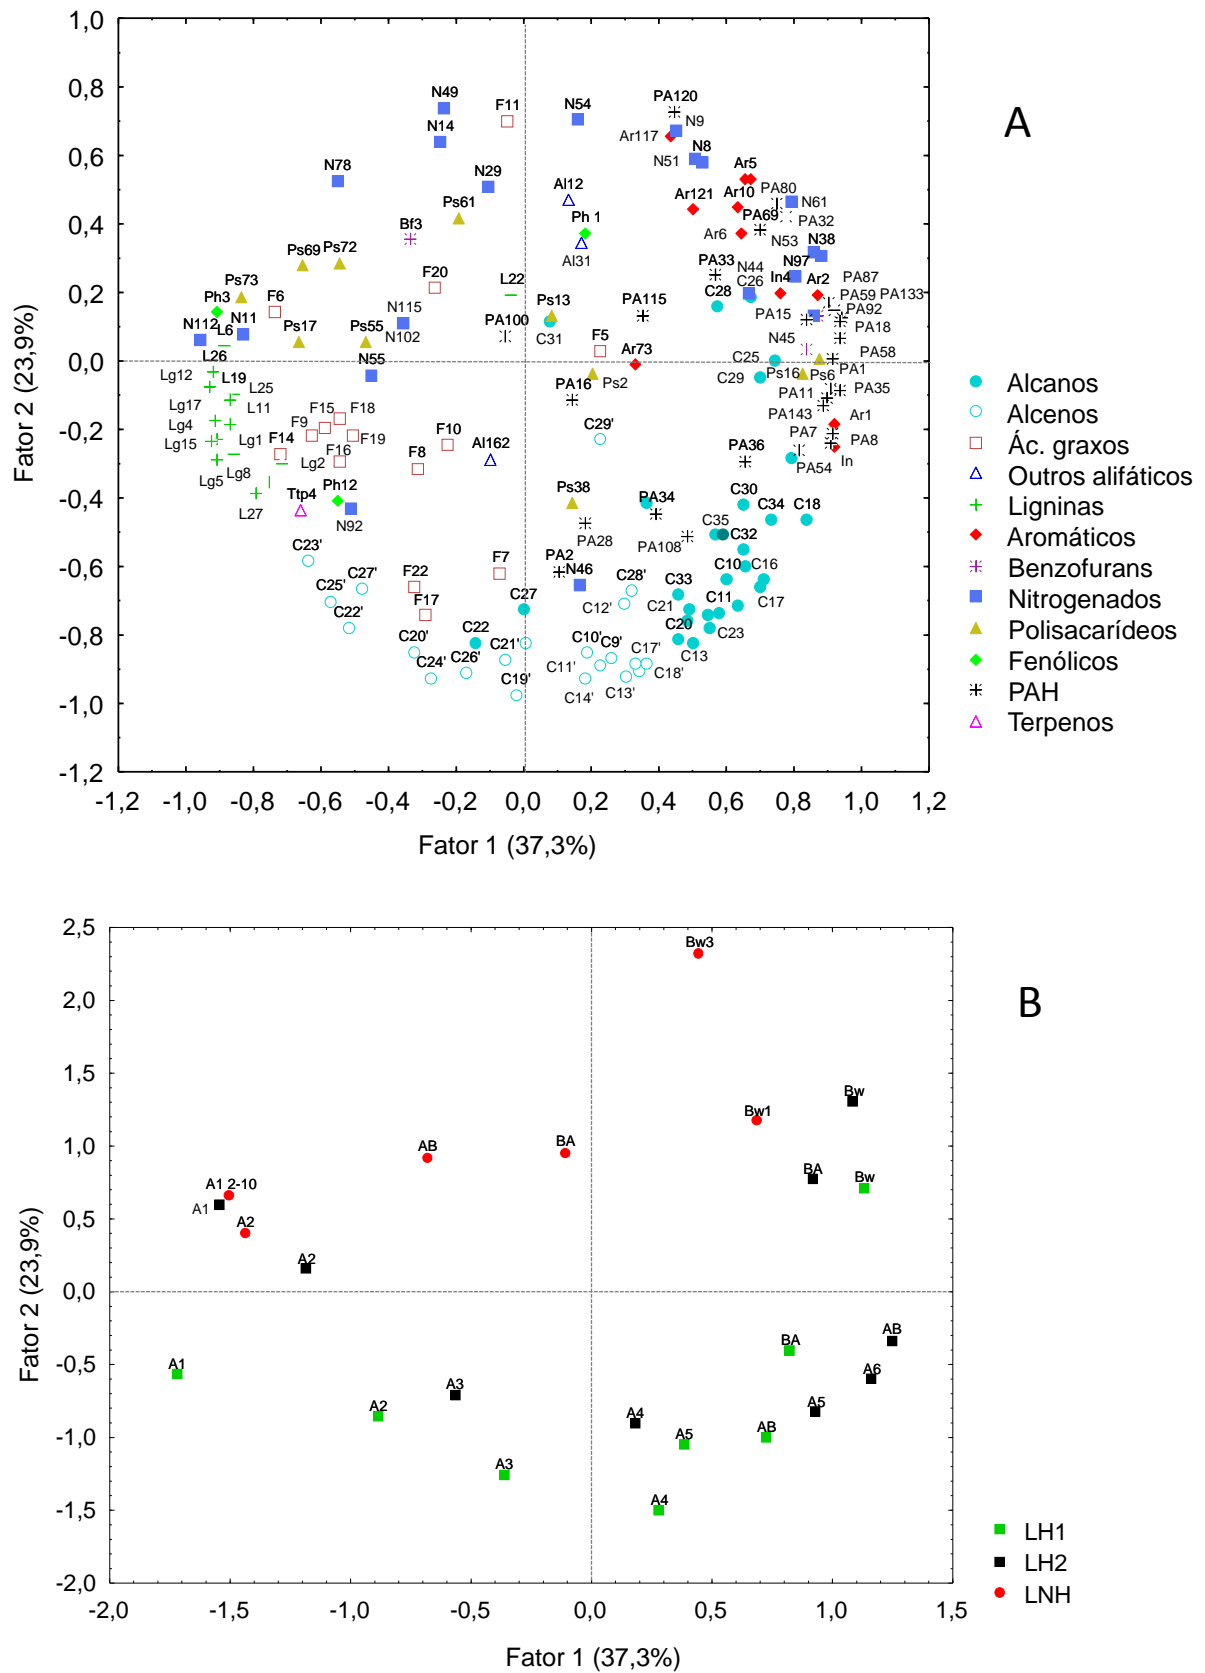 1,0
0,8
N49
F11
N54
PA120
N9
N14
Ar117
0,6
N8
N51
Ar5
N78
N29
Al12
Ar121
Ar10
PA80
N61
Ps61
0,4
Bf3
Ph 1
Ar6
PA69
PA32
N53
N38
Ps69
Ps72
Al31
PA33
N44
N97
F20
C26
In4
Ar2
PA87
0,2
Ps73
Ph3
F6
L22
C28
PA59
PA133
N115
Ps13
PA115
PA15
PA92
N112
N11
L6
Ps17
Ps55
N102
PA100
C31
F5
PA18
N45
0,0
L26
N55
Ar73
C25
PA58
Lg12
L19
L25
PA16
Ps2
C29
Ps16
Ps6
PA1
PA11
PA35
Lg17
L11
F15
F18
C29'
PA143
Ar1
Lg4
F9
-0,2
Lg15
Lg1
F14
F16
F19
F10
Al162
PA36
PA7
PA8
Lg5
Lg8
Lg2
F8
PA54
In
-0,4
L27
Ttp4
Ph12
Ps38
PA34
C30
C34
C18
N92
C35
C23'
PA28
PA108
C32
-0,6
C25'
C27'
F22
F7
PA2
N46
C28'
C33
C10
C16
C22'
F17
C27
C12'
C21
C11
C17
-0,8
C20'
C22
C21'
C10'
C9'
C17'
C20
C23
C24'
C26'
C11'
C13
C19'
C14'
C13'
C18'
-1,0
-1,2
-1,2 -1,0 -0,8 -0,6 -0,4 -0,2 0,0 0,2 0,4 0,6 0,8 1,0 1,2
Fator 1 (37,3%)
Fator 2 (23,9%)
A
Alcanos
Alcenos
Ác. graxos
Outros alifáticos
Ligninas
Aromáticos
Benzofurans
Nitrogenados
Polisacarídeos
Fenólicos
PAH
Terpenos
2,5
Bw3
B
2,0
1,5
Bw
Bw1
1,0
AB
BA
BA
Bw
A1 2-10
0,5
A1
A2
A2
0,0
AB
-0,5
A1
BA
A6
A3
A2
A4
A5
-1,0
A5
AB
A3
-1,5
A4
-2,0
-2,0 -1,5 -1,0 -0,5 0,0 0,5 1,0 1,5
Fator 1 (37,3%)
Fator 2 (23,9%)
LH1
LH2
LNH